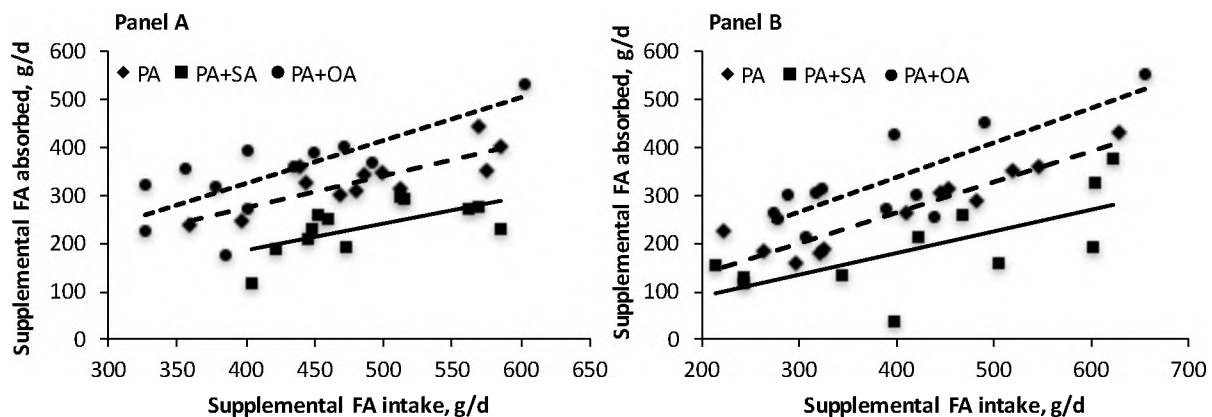 Panel A
Supplemental FA absorbed, g/d
600
500
400
300
200
100
0
PA PA+SA PA+OA
300 350 400 450 500 550 600 650
Supplemental FA intake, g/d
Panel B
Supplemental FA absorbed, g/d
600
500
400
300
200
100
0
PA PA+SA PA+OA
200 300 400 500 600 700
Supplemental FA intake, g/d